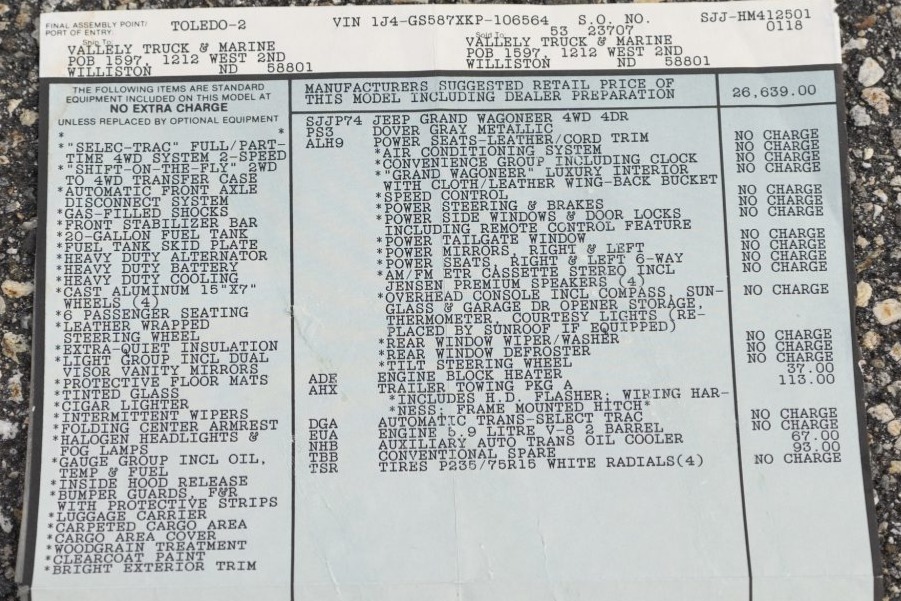 FINAL ASSEMBLY POINT/ TOLEDO-2 VIN 1J4-GS587XKP-106564 S.O. NO. SJJ-HM412501
PORT OF ENTRY: 53 23707 0118
Ship To Sold To
VALLELY TRUCK & MARINE VALLELY TRUCK & MARINE
POB 1597, 1212 WEST 2ND POB 1597, 1212 WEST 2ND
WILLISTON ND 58801 WILLISTON ND 58801
THE FOLLOWING ITEMS ARE STANDARD
EQUIPMENT INCLUDED ON THIS MODEL AT
NO EXTRA CHARGE
UNLESS REPLACED BY OPTIONAL EQUIPMENT
* *
*"SELEC-TRAC" FULL/PART-
TIME 4WD SYSTEM 2-SPEED
*"SHIFT-ON-THE-FLY" 2WD
TO 4WD TRANSFER CASE
*AUTOMATIC FRONT AXLE
DISCONNECT SYSTEM
*GAS-FILLED SHOCKS
*FRONT STABILIZER BAR
*20-GALLON FUEL TANK
*FUEL TANK SKID PLATE
*HEAVY DUTY ALTERNATOR
*HEAVY DUTY BATTERY
*HEAVY DUTY COOLING
*CAST ALUMINUM 15"X7"
WHEELS (4)
*6 PASSENGER SEATING
*LEATHER WRAPPED
STEERING WHEEL
*EXTRA-QUIET INSULATION
*LIGHT GROUP INCL DUAL
VISOR VANITY MIRRORS
*PROTECTIVE FLOOR MATS
*TINTED GLASS
*CIGAR LIGHTER
*INTERMITTENT WIPERS
*FOLDING CENTER ARMREST
*HALOGEN HEADLIGHTS &
FOG LAMPS
*GAUGE GROUP INCL OIL,
TEMP & FUEL
*INSIDE HOOD RELEASE
*BUMPER GUARDS, F&R
WITH PROTECTIVE STRIPS
*LUGGAGE CARRIER
*CARPETED CARGO AREA
*CARGO AREA COVER
*WOODGRAIN TREATMENT
*CLEARCOAT PAINT
*BRIGHT EXTERIOR TRIM
MANUFACTURERS SUGGESTED RETAIL PRICE OF
THIS MODEL INCLUDING DEALER PREPARATION 26,639.00
SJJP74 JEEP GRAND WAGONEER 4WD 4DR
PS3 DOVER GRAY METALLIC NO CHARGE
ALH9 POWER SEATS-LEATHER/CORD TRIM NO CHARGE
*AIR CONDITIONING SYSTEM NO CHARGE
*CONVENIENCE GROUP INCLUDING CLOCK NO CHARGE
*"GRAND WAGONEER" LUXURY INTERIOR
WITH CLOTH/LEATHER WING-BACK BUCKET
*SPEED CONTROL NO CHARGE
*POWER STEERING & BRAKES NO CHARGE
*POWER SIDE WINDOWS & DOOR LOCKS NO CHARGE
INCLUDING REMOTE CONTROL FEATURE
*POWER TAILGATE WINDOW NO CHARGE
*POWER MIRRORS, RIGHT & LEFT NO CHARGE
*POWER SEATS, RIGHT & LEFT 6-WAY NO CHARGE
*AM/FM ETR CASSETTE STEREO INCL NO CHARGE
JENSEN PREMIUM SPEAKERS (4)
*OVERHEAD CONSOLE INCL COMPASS, SUN- NO CHARGE
GLASS & GARAGE DR OPENER STORAGE,
THERMOMETER, COURTESY LIGHTS (RE-
PLACED BY SUNROOF IF EQUIPPED)
*REAR WINDOW WIPER/WASHER NO CHARGE
*REAR WINDOW DEFROSTER NO CHARGE
*TILT STEERING WHEEL NO CHARGE
ADE ENGINE BLOCK HEATER 37.00
AHX TRAILER TOWING PKG A 113.00
*INCLUDES H.D. FLASHER; WIRING HAR-
NESS; FRAME MOUNTED HITCH*
DGA AUTOMATIC TRANS-SELECT TRAC NO CHARGE
EUA ENGINE 5.9 LITRE V-8 2 BARREL NO CHARGE
NHB AUXILIARY AUTO TRANS OIL COOLER 67.00
TBB CONVENTIONAL SPARE 93.00
TSR TIRES P235/75R15 WHITE RADIALS(4) NO CHARGE